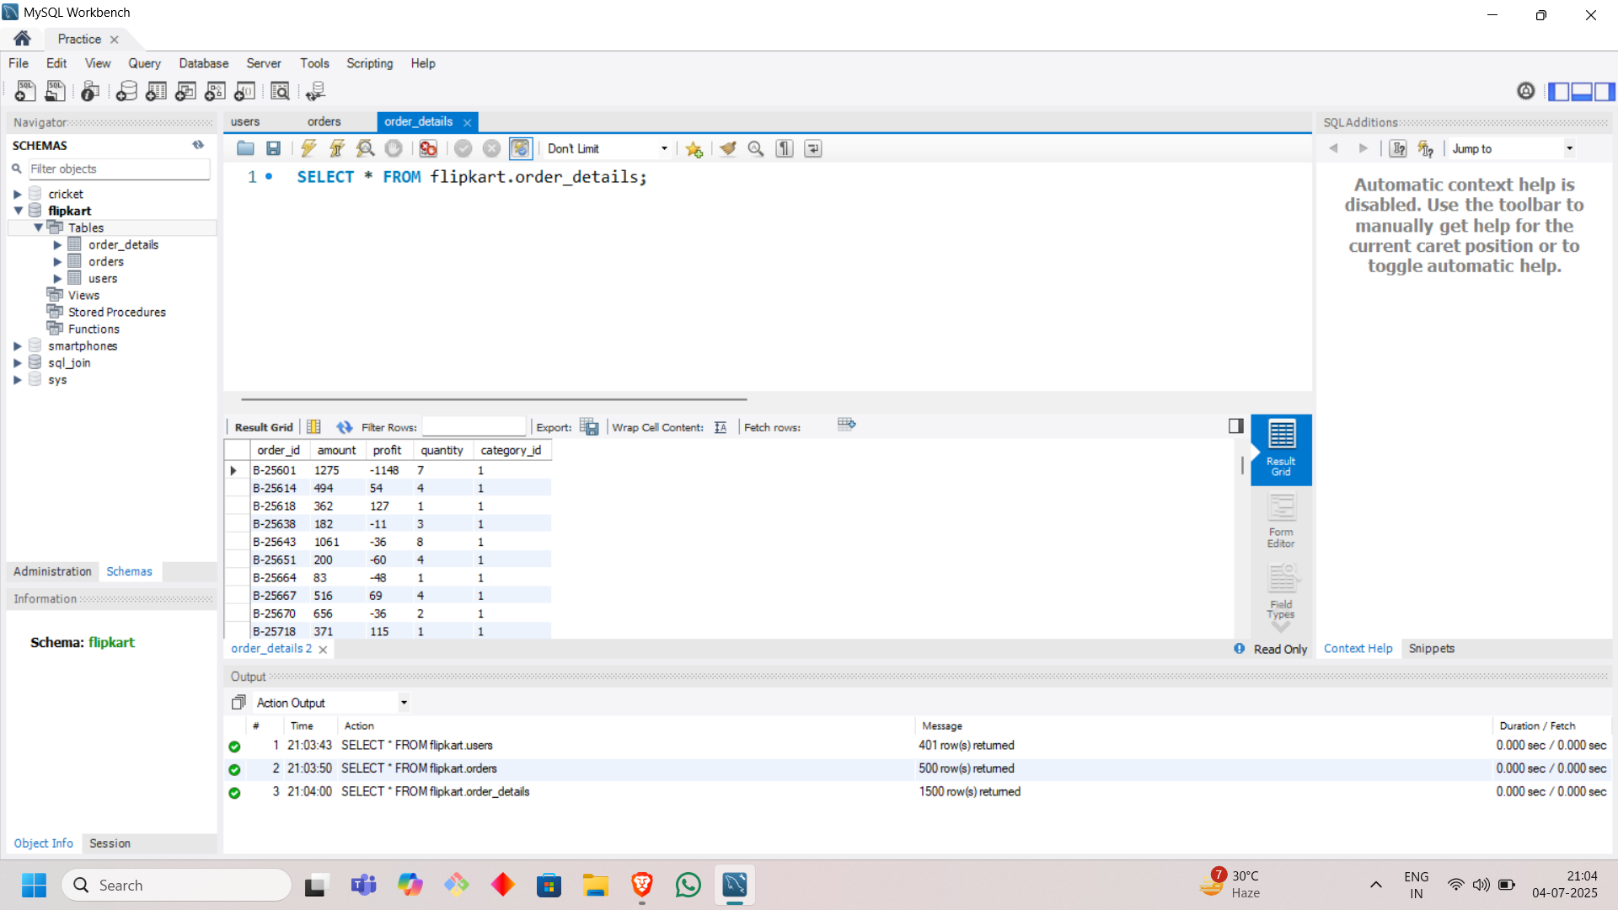 MySQL Workbench
Practice
File Edit View Query Database Server Tools Scripting Help
Navigator
SCHEMAS
Filter objects
cricket
flipkart
Tables
order_details
orders
users
Views
Stored Procedures
Functions
smartphones
sql_join
sys
Administration Schemas
Information
Schema: flipkart
Object Info Session
users orders order_details
Don't Limit
1 SELECT * FROM flipkart.order_details;
Result Grid Filter Rows: Export: Wrap Cell Content: Fetch rows:
order_id amount profit quantity category_id
B-25601 1275 -1148 7 1
B-25614 494 54 4 1
B-25618 362 127 1 1
B-25638 182 -11 3 1
B-25643 1061 -36 8 1
B-25651 200 -60 4 1
B-25664 83 -48 1 1
B-25667 516 69 4 1
B-25670 656 -36 2 1
B-25718 371 115 1 1
Result
Grid
Form
Editor
Field
Types
order_details 2
Read Only
SQLAdditions
Jump to
Automatic context help is
disabled. Use the toolbar to
manually get help for the
current caret position or to
toggle automatic help.
Context Help Snippets
Output
Action Output
# Time Action Message Duration / Fetch
1 21:03:43 SELECT * FROM flipkart.users 401 row(s) returned 0.000 sec / 0.000 sec
2 21:03:50 SELECT * FROM flipkart.orders 500 row(s) returned 0.000 sec / 0.000 sec
3 21:04:00 SELECT * FROM flipkart.order_details 1500 row(s) returned 0.000 sec / 0.000 sec
Search
7
30°C
Haze
ENG
IN
21:04
04-07-2025